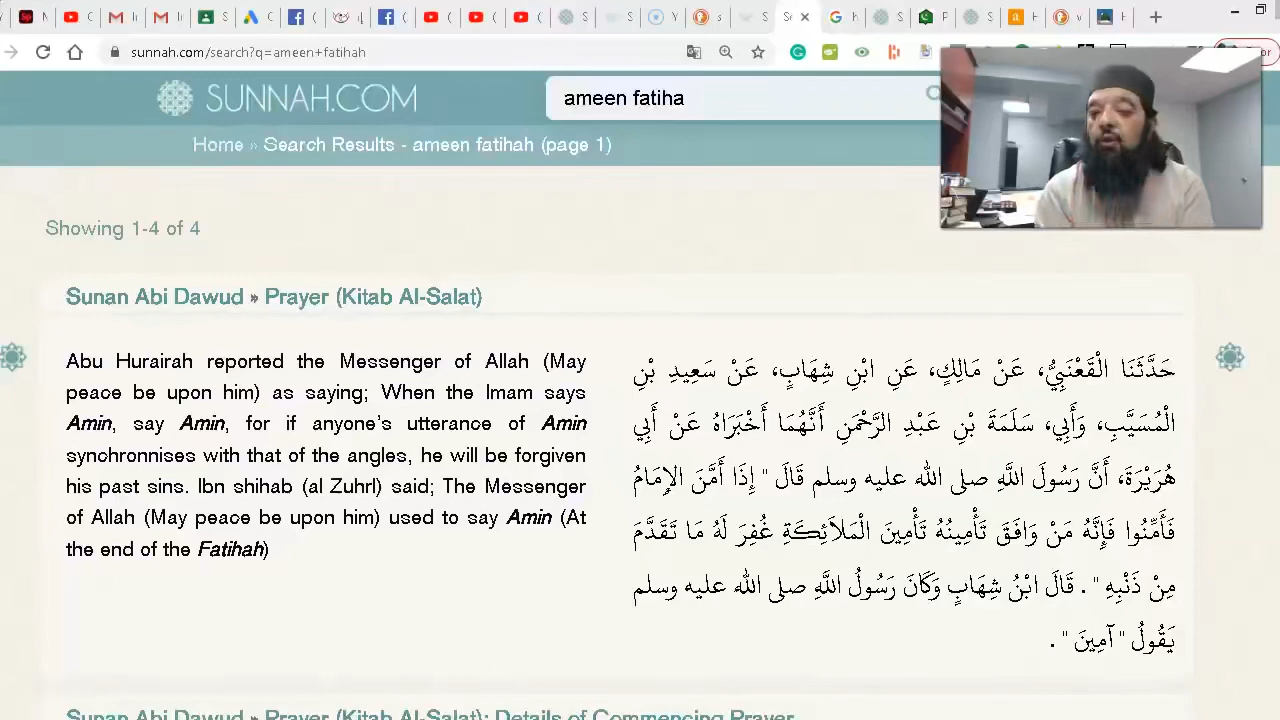 sunnah.com/search?q=ameen+fatihah
SUNNAH.COM
ameen fatiha
Home » Search Results - ameen fatihah (page 1)
Showing 1-4 of 4
Sunan Abi Dawud » Prayer (Kitab Al-Salat)
Abu Hurairah reported the Messenger of Allah (May
peace be upon him) as saying; When the Imam says
Amin, say Amin, for if anyone's utterance of Amin
synchronnises with that of the angles, he will be forgiven
his past sins. Ibn shihab (al Zuhrl) said; The Messenger
of Allah (May peace be upon him) used to say Amin (At
the end of the Fatihah)
حَدَّثَنَا الْقَعْنَبِيُّ، عَنْ مَالِكٍ، عَنِ ابْنِ شِهَابٍ، عَنْ سَعِيدِ بْنِ
الْمُسَيَّبِ، وَأَبِي، سَلَمَةَ بْنِ عَبْدِ الرَّحْمَنِ أَنَّهُمَا أَخْبَرَاهُ عَنْ أَبِي
هُرَيْرَةَ، أَنَّ رَسُولَ اللَّهِ صلى الله عليه وسلم قَالَ " إِذَا أَمَّنَ الإِمَامُ
فَأَمِّنُوا فَإِنَّهُ مَنْ وَافَقَ تَأْمِينُهُ تَأْمِينَ الْمَلاَئِكَةِ غُفِرَ لَهُ مَا تَقَدَّمَ
مِنْ ذَنْبِهِ " . قَالَ ابْنُ شِهَابٍ وَكَانَ رَسُولُ اللَّهِ صلى الله عليه وسلم
يَقُولُ " آمِينَ " .
Sunan Abi Dawud » Prayer (Kitab Al-Salat): Details of Commencing Prayer